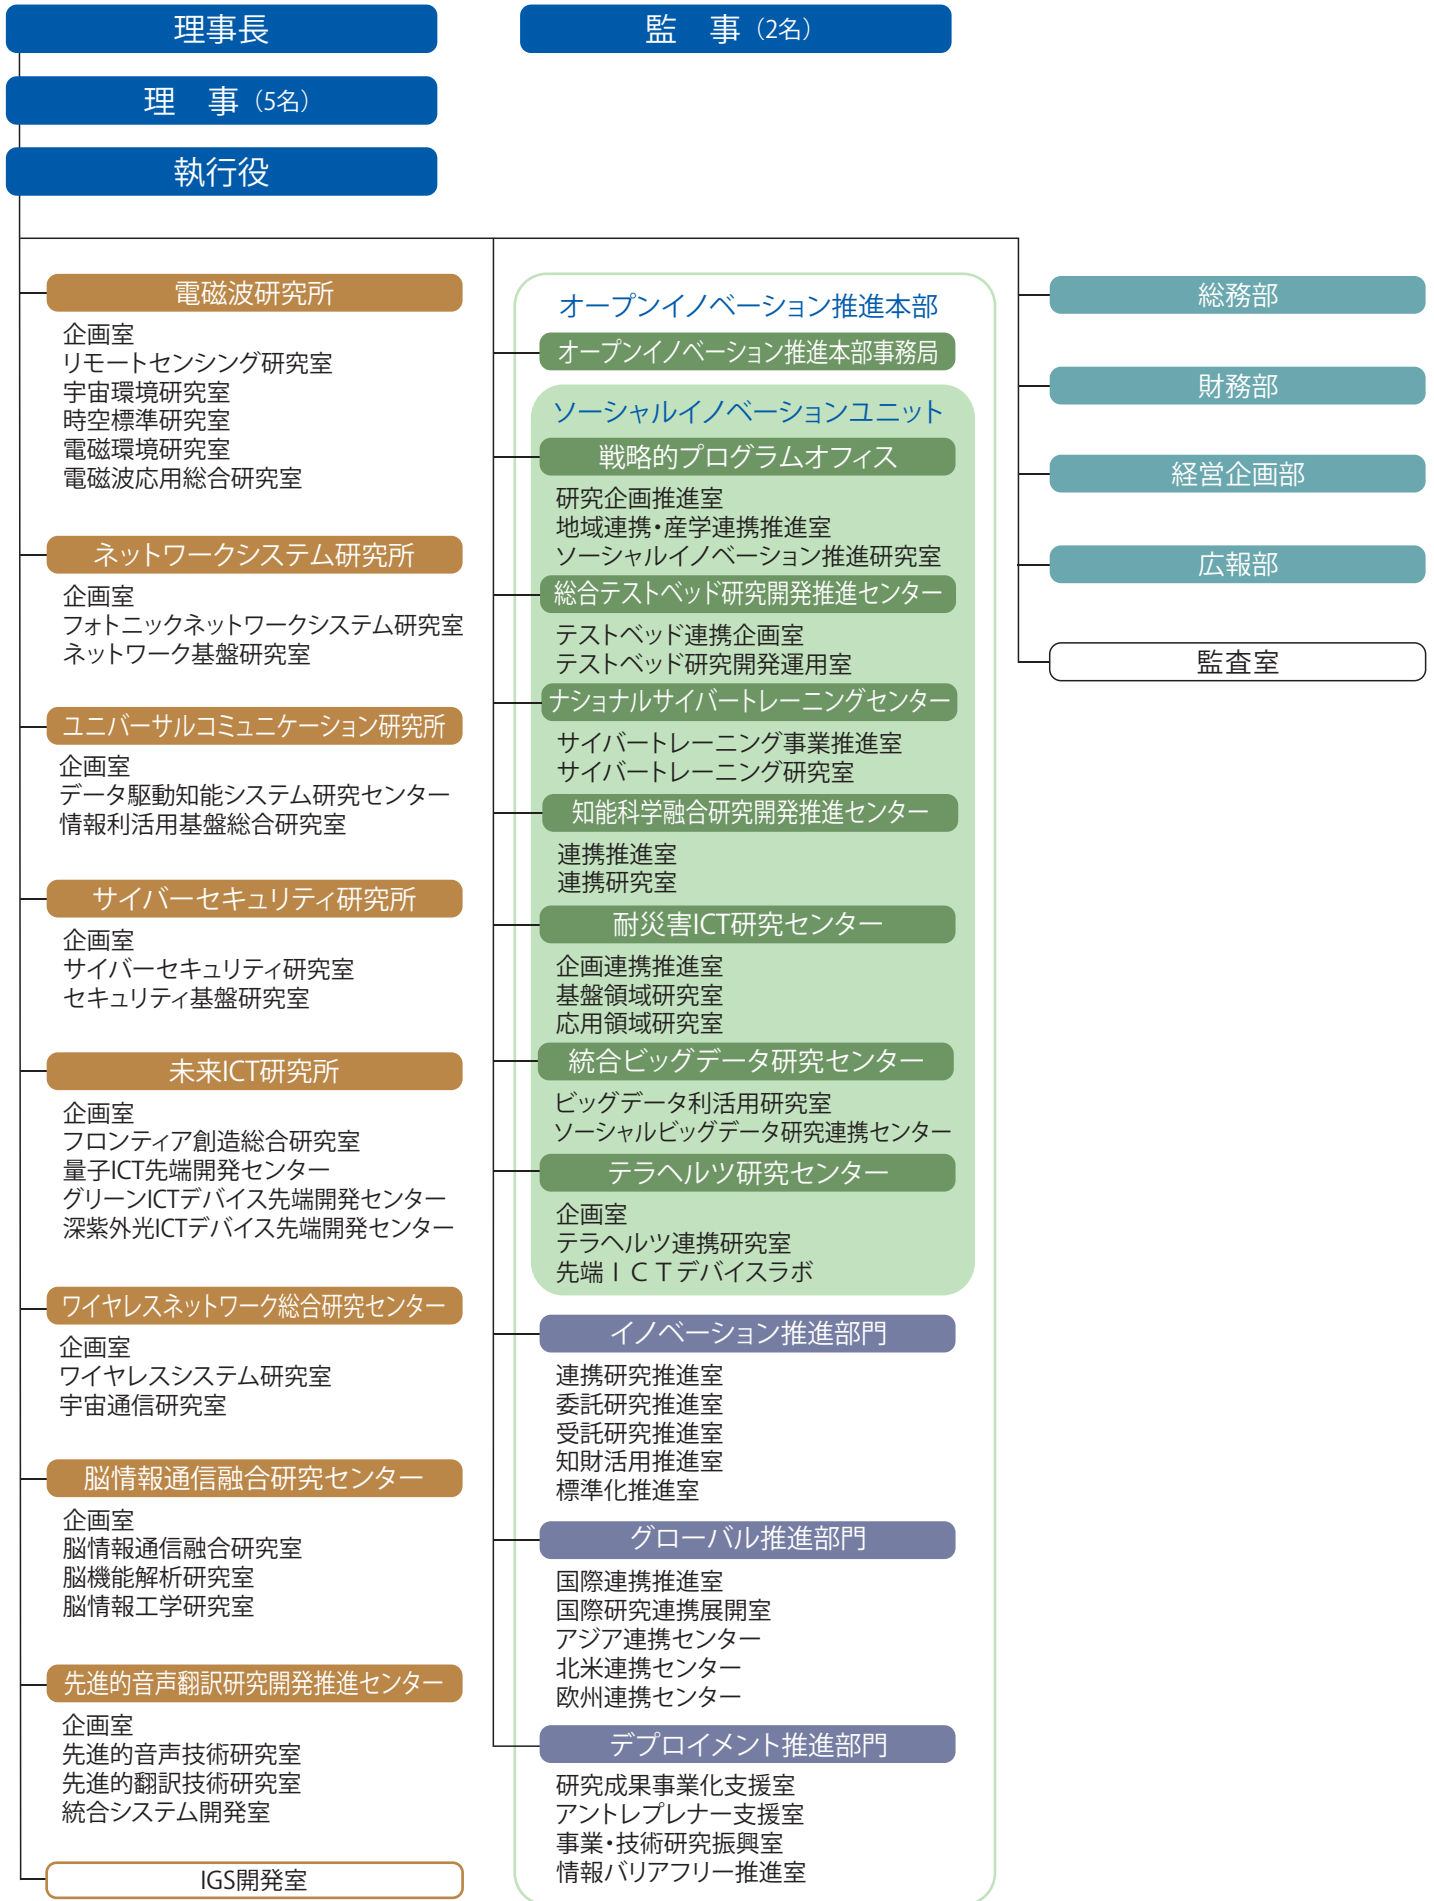 理事長
監　事（2名）
理　事（5名）
執行役
電磁波研究所
企画室
リモートセンシング研究室
宇宙環境研究室
時空標準研究室
電磁環境研究室
電磁波応用総合研究室
ネットワークシステム研究所
企画室
フォトニックネットワークシステム研究室
ネットワーク基盤研究室
ユニバーサルコミュニケーション研究所
企画室
データ駆動知能システム研究センター
情報利活用基盤総合研究室
サイバーセキュリティ研究所
企画室
サイバーセキュリティ研究室
セキュリティ基盤研究室
未来ICT研究所
企画室
フロンティア創造総合研究室
量子ICT先端開発センター
グリーンICTデバイス先端開発センター
深紫外光ICTデバイス先端開発センター
ワイヤレスネットワーク総合研究センター
企画室
ワイヤレスシステム研究室
宇宙通信研究室
脳情報通信融合研究センター
企画室
脳情報通信融合研究室
脳機能解析研究室
脳情報工学研究室
先進的音声翻訳研究開発推進センター
企画室
先進的音声技術研究室
先進的翻訳技術研究室
統合システム開発室
IGS開発室
オープンイノベーション推進本部
オープンイノベーション推進本部事務局
ソーシャルイノベーションユニット
戦略的プログラムオフィス
研究企画推進室
地域連携・産学連携推進室
ソーシャルイノベーション推進研究室
総合テストベッド研究開発推進センター
テストベッド連携企画室
テストベッド研究開発運用室
ナショナルサイバートレーニングセンター
サイバートレーニング事業推進室
サイバートレーニング研究室
知能科学融合研究開発推進センター
連携推進室
連携研究室
耐災害ICT研究センター
企画連携推進室
基盤領域研究室
応用領域研究室
統合ビッグデータ研究センター
ビッグデータ利活用研究室
ソーシャルビッグデータ研究連携センター
テラヘルツ研究センター
企画室
テラヘルツ連携研究室
先端ＩＣＴデバイスラボ
イノベーション推進部門
連携研究推進室
委託研究推進室
受託研究推進室
知財活用推進室
標準化推進室
グローバル推進部門
国際連携推進室
国際研究連携展開室
アジア連携センター
北米連携センター
欧州連携センター
デプロイメント推進部門
研究成果事業化支援室
アントレプレナー支援室
事業・技術研究振興室
情報バリアフリー推進室
総務部
財務部
経営企画部
広報部
監査室